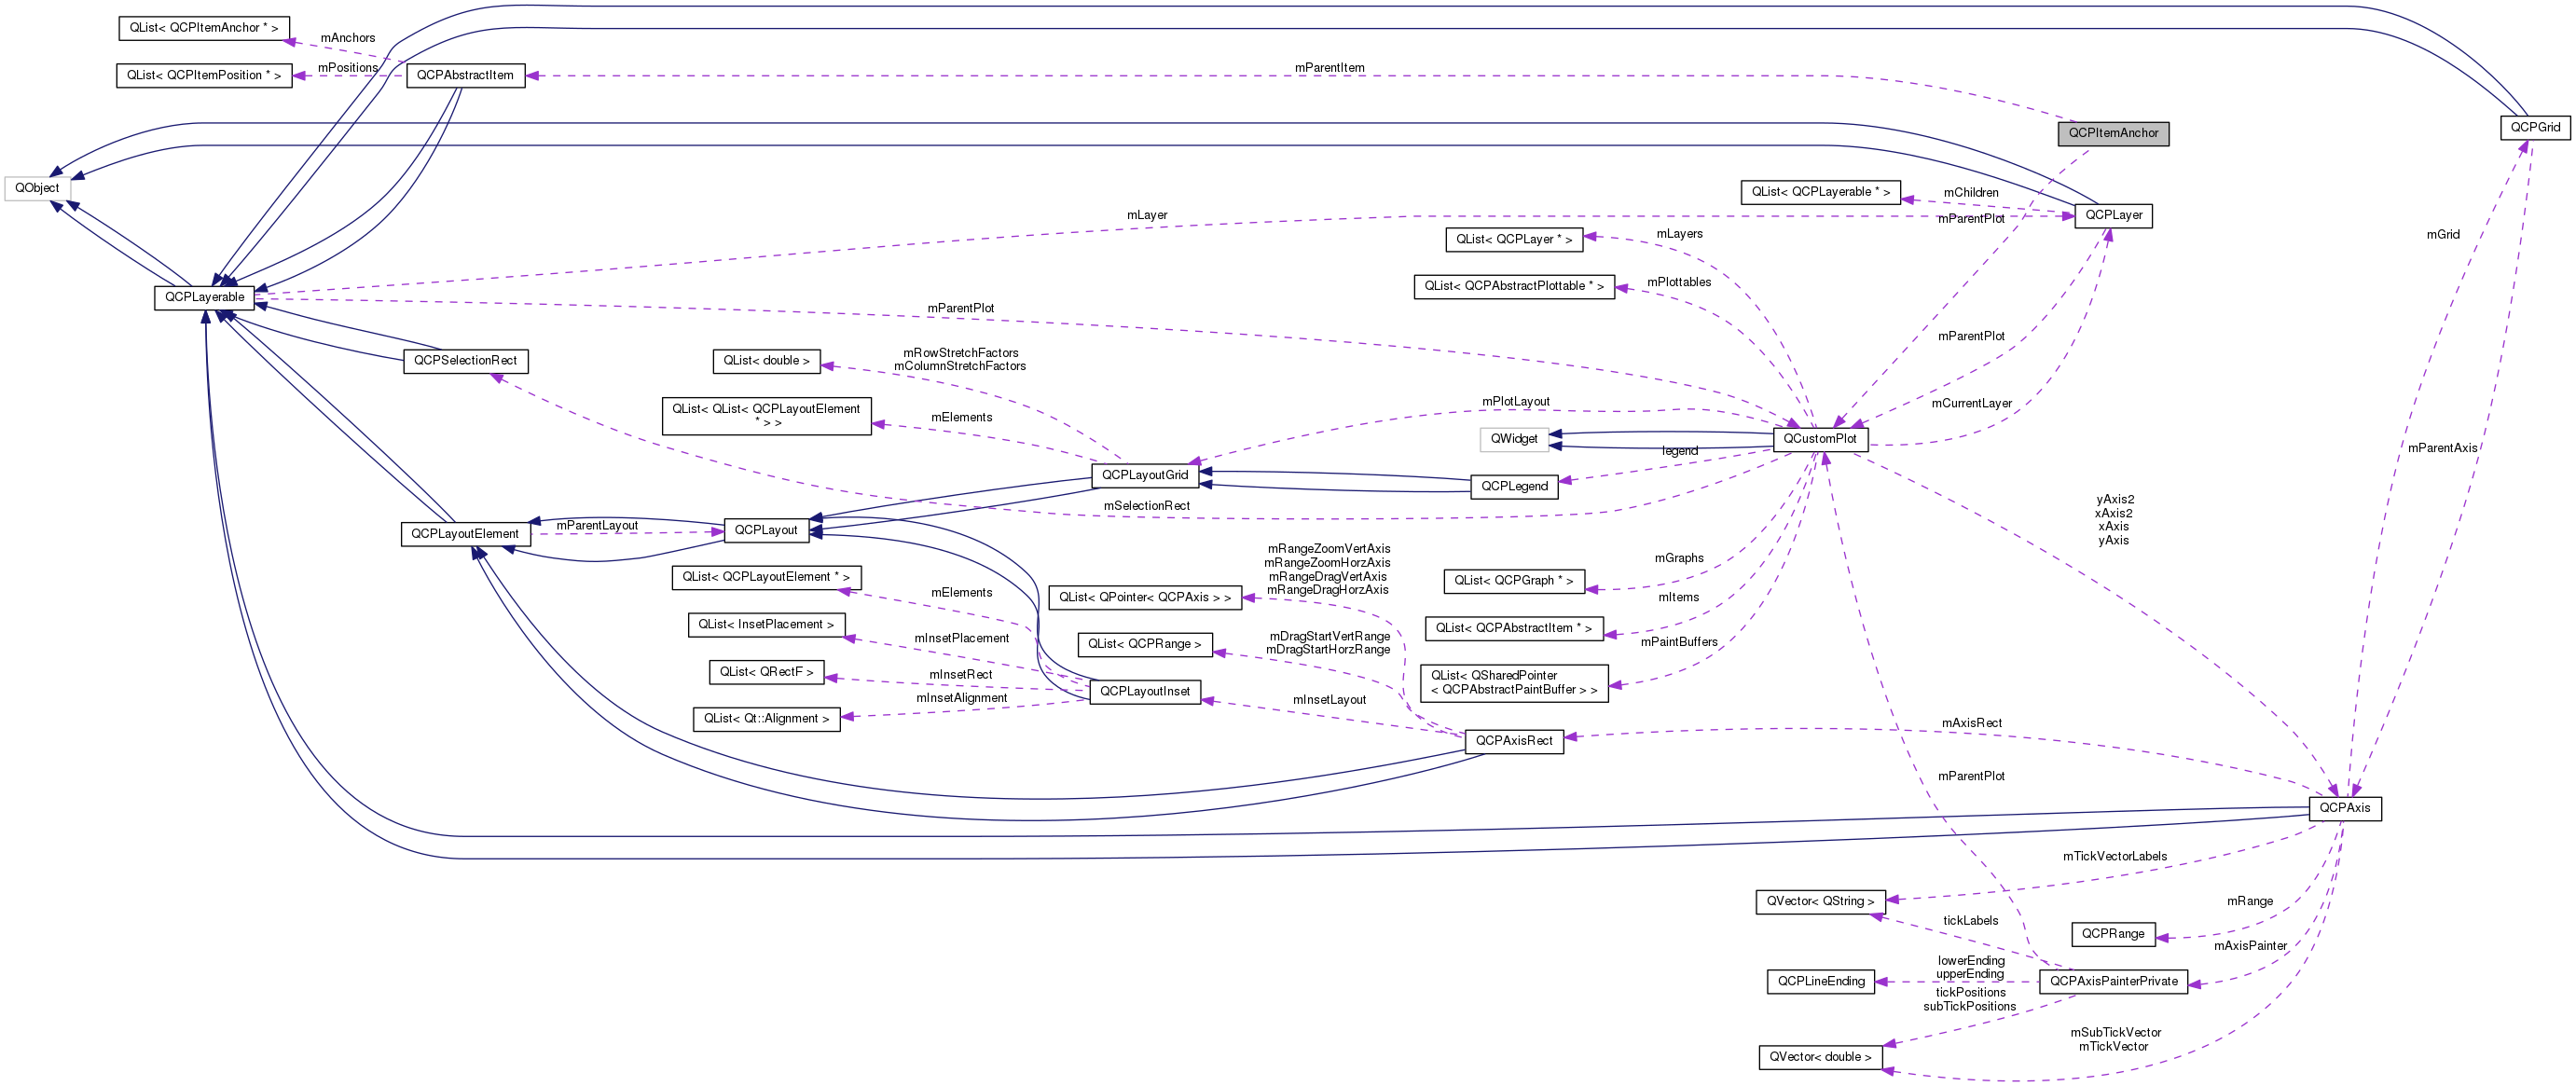 QList< QCPItemAnchor * >
mAnchors
QList< QCPItemPosition * >
mPositions
QCPAbstractItem
mParentItem
QCPItemAnchor
QCPGrid
QObject
QList< QCPLayerable * >
mChildren
QCPLayer
mLayer
mParentPlot
QList< QCPLayer * >
mLayers
mGrid
QCPLayerable
QList< QCPAbstractPlottable * >
mPlottables
mParentPlot
mParentPlot
QCPSelectionRect
QList< double >
mRowStretchFactors
mColumnStretchFactors
QList< QList< QCPLayoutElement
* > >
mElements
mPlotLayout
mCurrentLayer
QWidget
QCustomPlot
legend
mParentAxis
QCPLayoutGrid
QCPLegend
mSelectionRect
yAxis2
xAxis2
xAxis
yAxis
QCPLayoutElement
mParentLayout
QCPLayout
mRangeZoomVertAxis
mRangeZoomHorzAxis
mRangeDragVertAxis
mRangeDragHorzAxis
mGraphs
QList< QCPLayoutElement * >
mElements
QList< QPointer< QCPAxis > >
QList< QCPGraph * >
mItems
QList< InsetPlacement >
mInsetPlacement
QList< QCPRange >
mDragStartVertRange
mDragStartHorzRange
QList< QCPAbstractItem * >
mPaintBuffers
QList< QRectF >
mInsetRect
QCPLayoutInset
QList< QSharedPointer
< QCPAbstractPaintBuffer > >
QList< Qt::Alignment >
mInsetAlignment
mInsetLayout
QCPAxisRect
mAxisRect
mParentPlot
QCPAxis
mTickVectorLabels
QVector< QString >
tickLabels
mRange
QCPRange
mAxisPainter
QCPLineEnding
lowerEnding
upperEnding
QCPAxisPainterPrivate
tickPositions
subTickPositions
QVector< double >
mSubTickVector
mTickVector